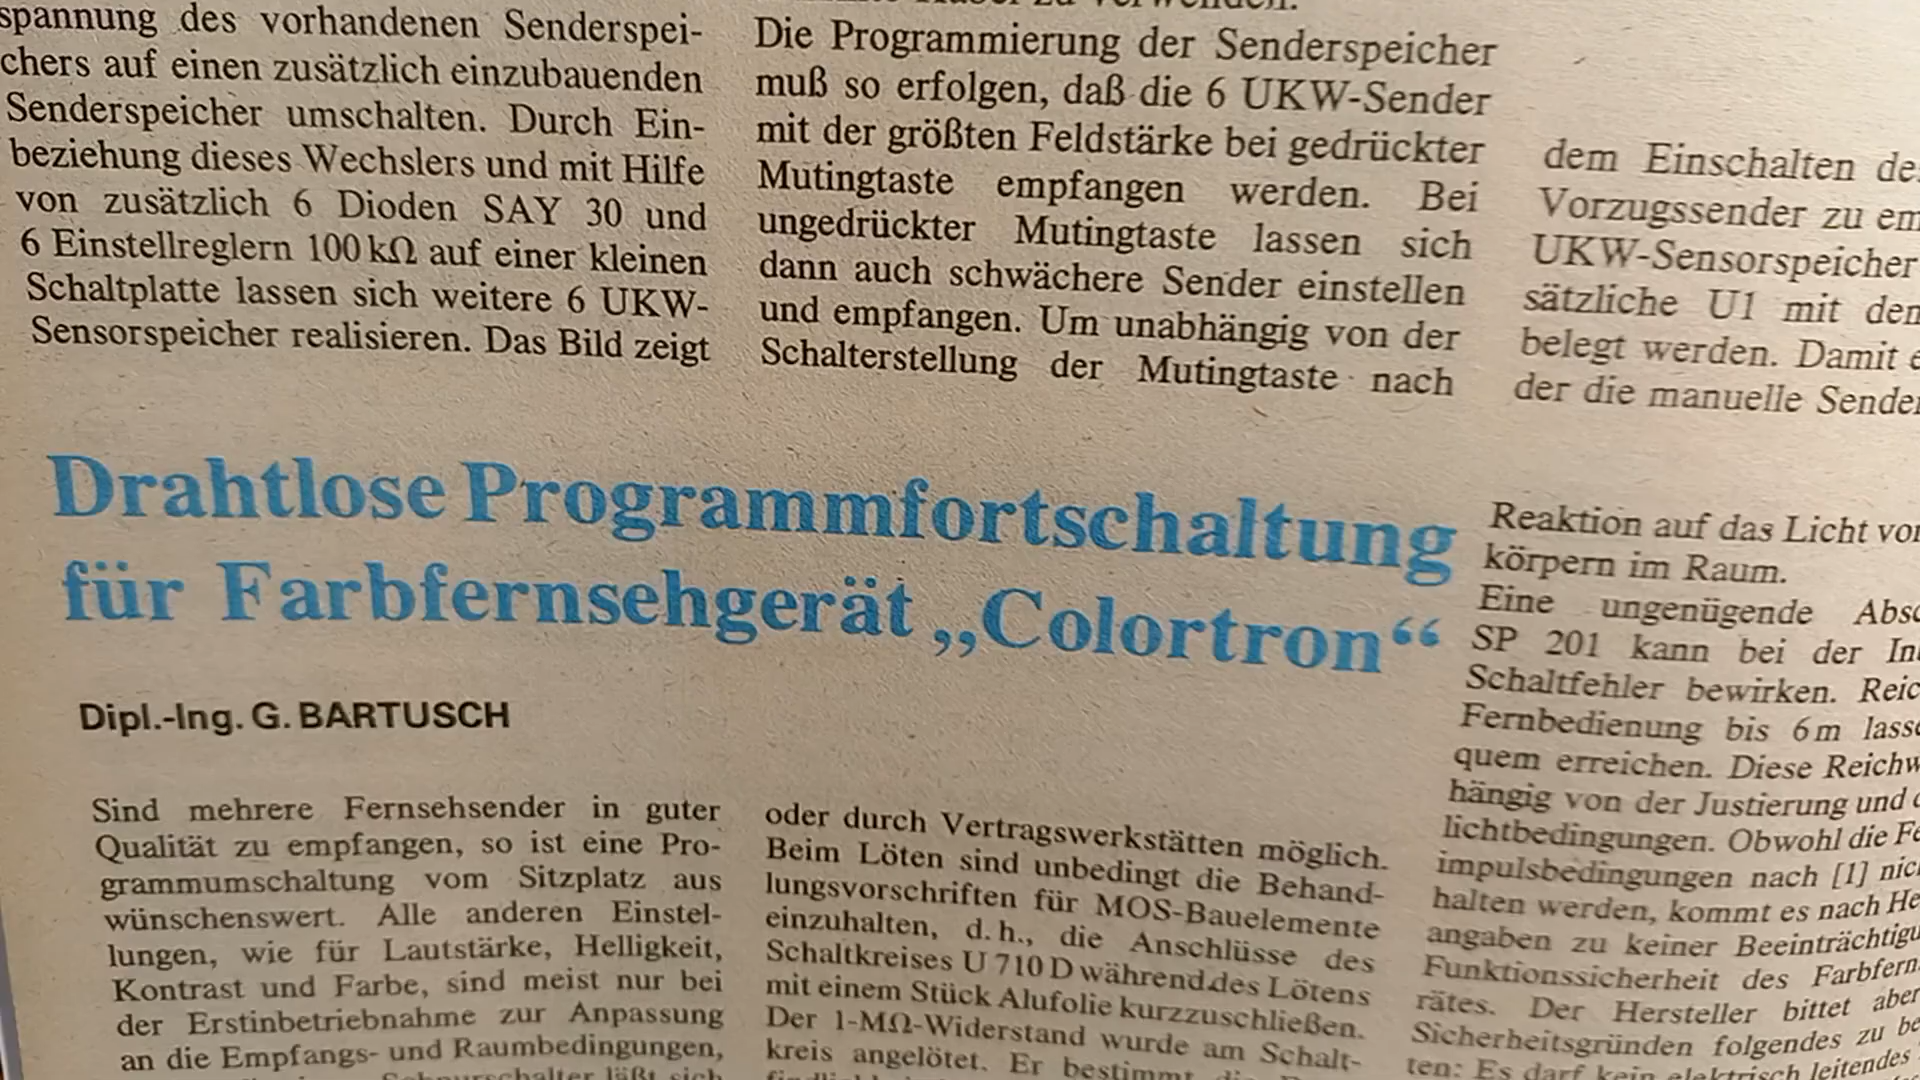 spannung des vorhandenen Senderspei-
chers auf einen zusätzlich einzubauenden
Senderspeicher umschalten. Durch Ein-
beziehung dieses Wechslers und mit Hilfe
von zusätzlich 6 Dioden SAY 30 und
6 Einstellreglern 100 kΩ auf einer kleinen
Schaltplatte lassen sich weitere 6 UKW-
Sensorspeicher realisieren. Das Bild zeigt
Die Programmierung der Senderspeicher
muß so erfolgen, daß die 6 UKW-Sender
mit der größten Feldstärke bei gedrückter
Mutingtaste empfangen werden. Bei
ungedrückter Mutingtaste lassen sich
dann auch schwächere Sender einstellen
und empfangen. Um unabhängig von der
Schalterstellung der Mutingtaste nach
dem Einschalten
Vorzugssender zu
UKW-Sensorspeicher
sätzliche U1 mit
belegt werden. Damit
der die manuelle
Drahtlose Programmfortschaltung
für Farbfernsehgerät „Colortron“
Dipl.-Ing. G. BARTUSCH
Sind mehrere Fernsehsender in guter
Qualität zu empfangen, so ist eine Pro-
grammumschaltung vom Sitzplatz aus
wünschenswert. Alle anderen Einstel-
lungen, wie für Lautstärke, Helligkeit,
Kontrast und Farbe, sind meist nur bei
der Erstinbetriebnahme zur Anpassung
an die Empfangs- und Raumbedingungen,
oder durch Vertragswerkstätten möglich.
Beim Löten sind unbedingt die Behand-
lungsvorschriften für MOS-Bauelemente
einzuhalten, d. h., die Anschlüsse des
Schaltkreises U 710 D während des Lötens
mit einem Stück Alufolie kurzzuschließen.
Der 1-MΩ-Widerstand wurde am Schalt-
kreis angelötet. Er bestimmt
Reaktion auf das Licht
körpern im Raum.
Eine ungenügende
SP 201 kann bei der
Schaltfehler bewirken.
Fernbedienung bis 6 m
quem erreichen. Diese
hängig von der Justierung und
lichtbedingungen. Obwohl die
impulsbedingungen nach [1]
halten werden, kommt es nach
angaben zu keiner
Funktionssicherheit des
rätes. Der Hersteller bittet
Sicherheitsgründen folgendes zu
ten: Es darf kein elektrisch leitendes